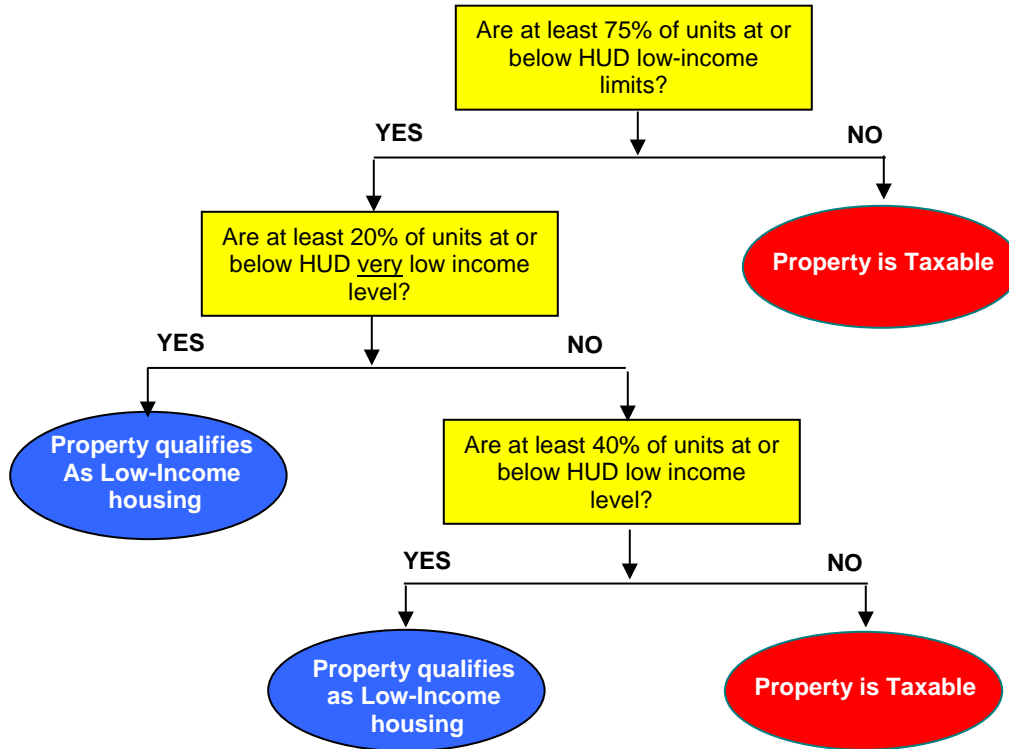 Are at least 75% of units at or
below HUD low-income
limits?
YES
NO
Are at least 20% of units at or
below HUD very low income
level?
Property is Taxable
YES
NO
Property qualifies
As Low-Income
housing
Are at least 40% of units at or
below HUD low income
level?
YES
NO
Property qualifies
as Low-Income
housing
Property is Taxable